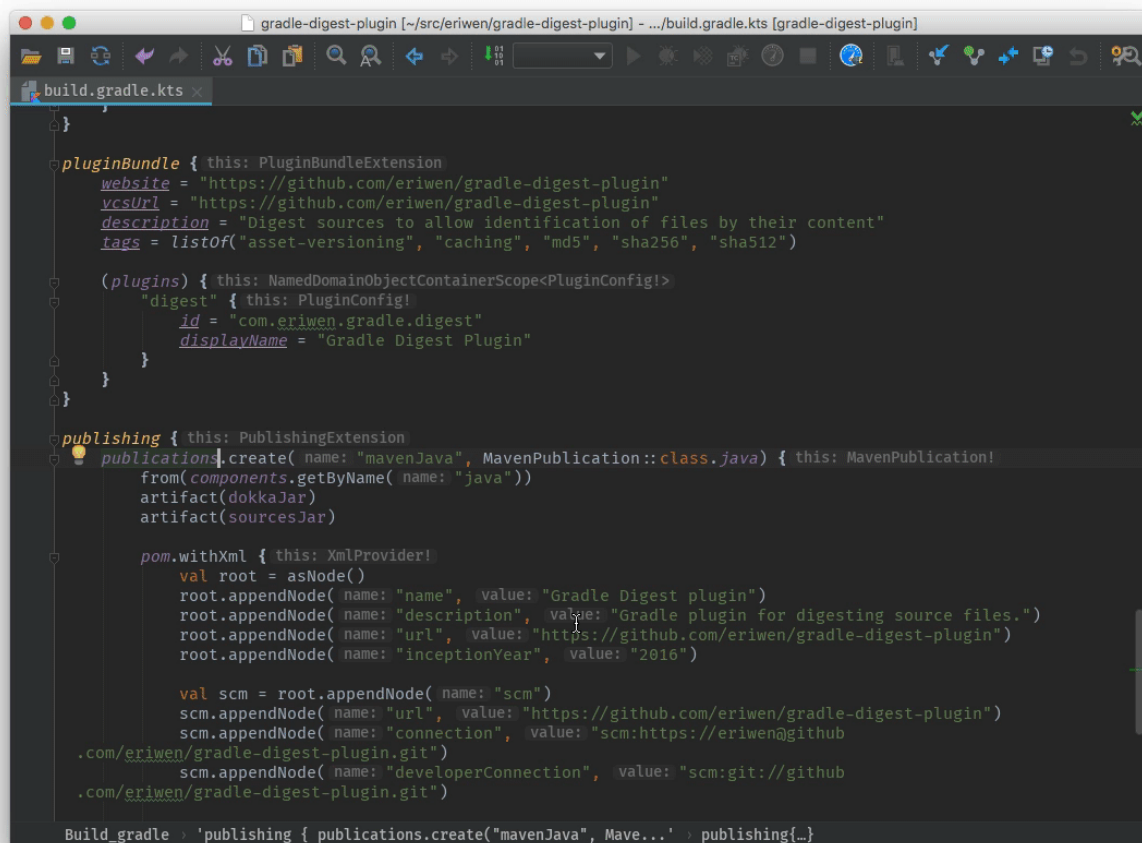 gradle-digest-plugin [~/src/eriwen/gradle-digest-plugin] - .../build.gradle.kts [gradle-digest-plugin]
build.gradle.kts
}
}
pluginBundle { this: PluginBundleExtension
website = "https://github.com/eriwen/gradle-digest-plugin"
vcsUrl = "https://github.com/eriwen/gradle-digest-plugin"
description = "Digest sources to allow identification of files by their content"
tags = listOf("asset-versioning", "caching", "md5", "sha256", "sha512")
(plugins) { this: NamedDomainObjectContainerScope<PluginConfig!>
"digest" { this: PluginConfig!
id = "com.eriwen.gradle.digest"
displayName = "Gradle Digest Plugin"
}
}
}
publishing { this: PublishingExtension
publications.create( name: "mavenJava", MavenPublication::class.java) { this: MavenPublication!
from(components.getByName( name: "java"))
artifact(dokkaJar)
artifact(sourcesJar)
pom.withXml { this: XmlProvider!
val root = asNode()
root.appendNode( name: "name", value: "Gradle Digest plugin")
root.appendNode( name: "description", value: "Gradle plugin for digesting source files.")
root.appendNode( name: "url", value: "https://github.com/eriwen/gradle-digest-plugin")
root.appendNode( name: "inceptionYear", value: "2016")
val scm = root.appendNode( name: "scm")
scm.appendNode( name: "url", value: "https://github.com/eriwen/gradle-digest-plugin")
scm.appendNode( name: "connection", value: "scm:https://eriwen@github
.com/eriwen/gradle-digest-plugin.git")
scm.appendNode( name: "developerConnection", value: "scm:git://github
.com/eriwen/gradle-digest-plugin.git")
Build_gradle › 'publishing { publications.create("mavenJava", Mave...' › publishing{…}